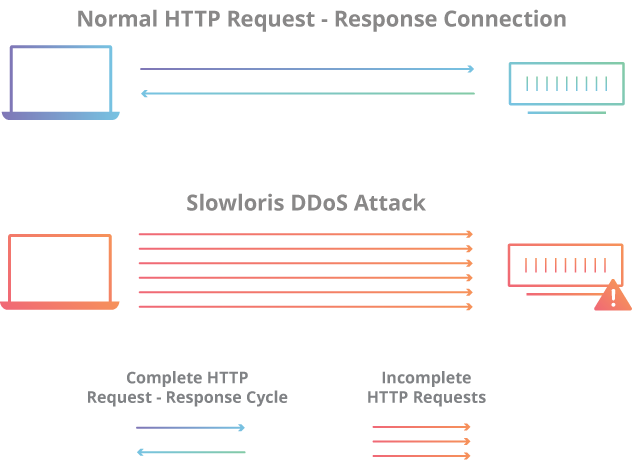 Normal HTTP Request - Response Connection
Slowloris DDoS Attack
Complete HTTP
Request - Response Cycle
Incomplete
HTTP Requests